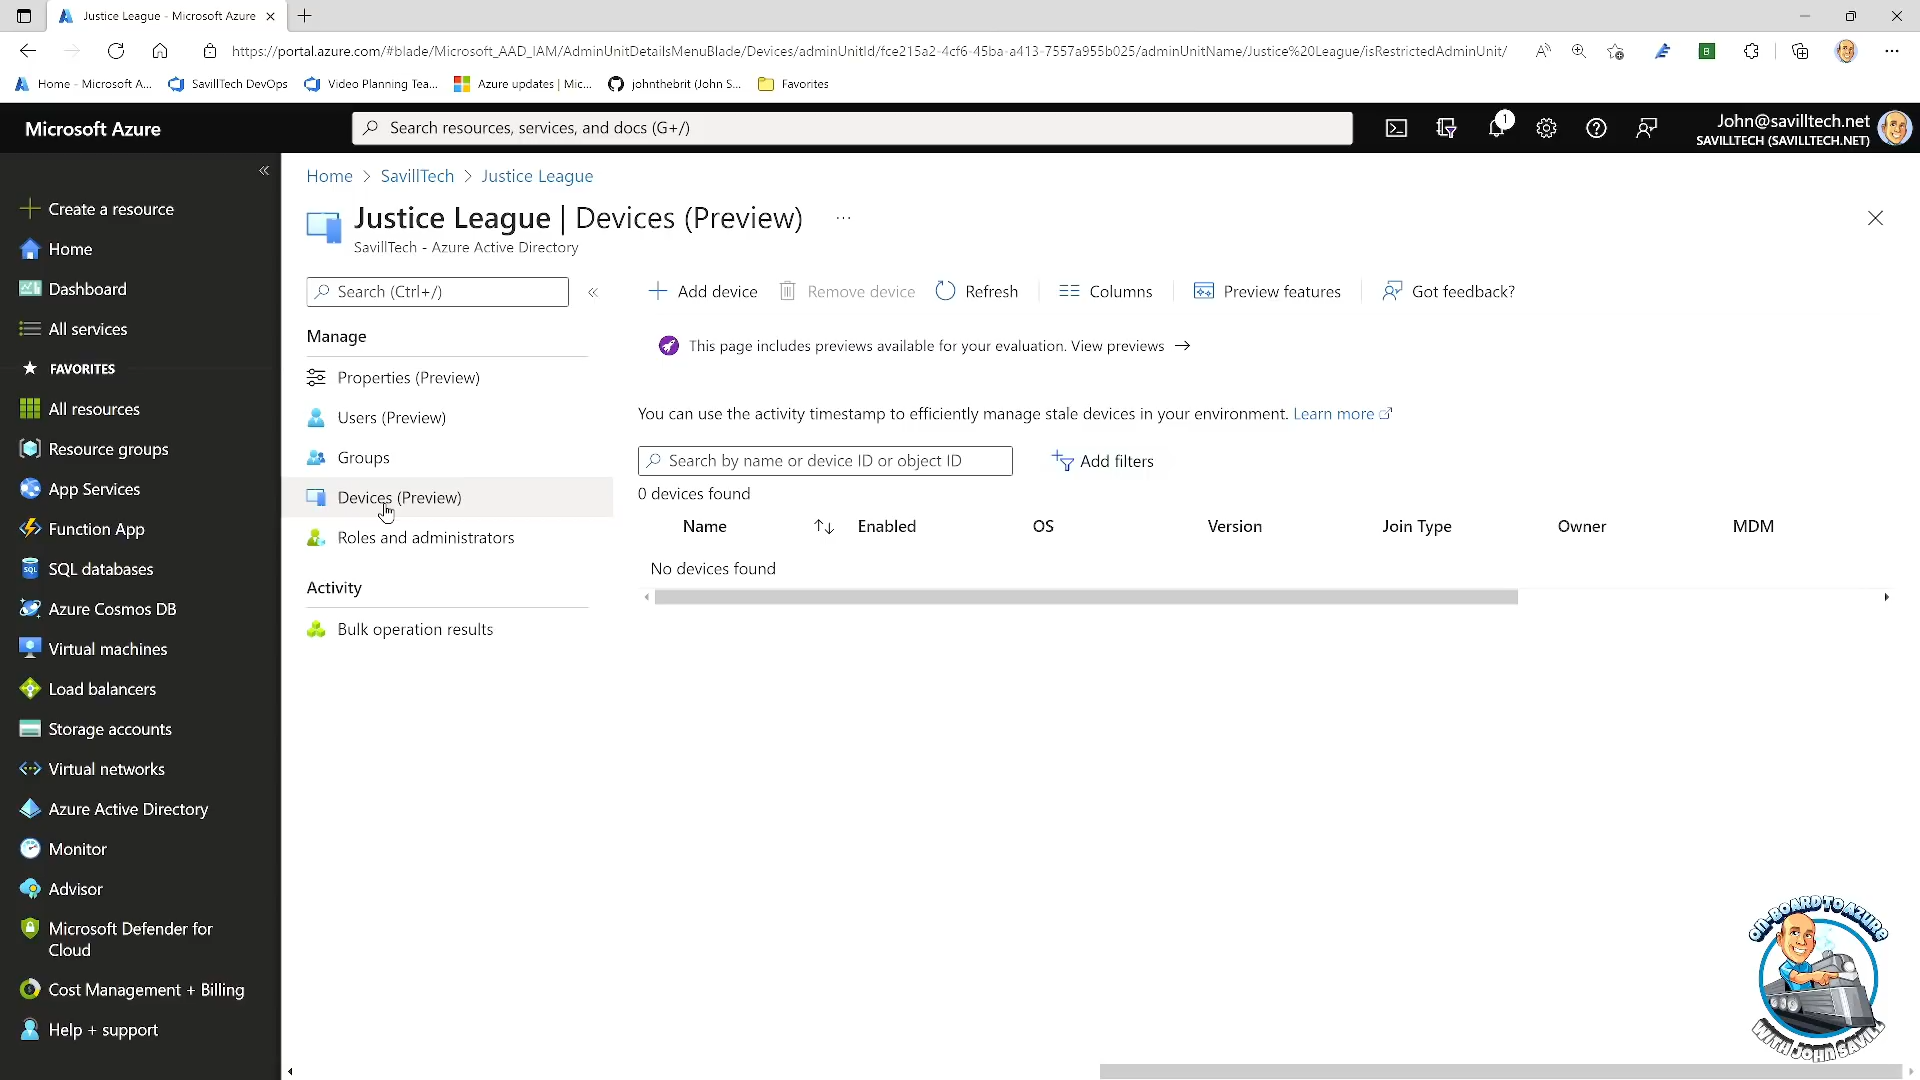 Justice League - Microsoft Azure
https://portal.azure.com/#blade/Microsoft_AAD_IAM/AdminUnitDetailsMenuBlade/Devices/adminUnitId/fce215a2-4cf6-45ba-a413-7557a955b025/adminUnitName/Justice%20League/isRestrictedAdminUnit/
Home - Microsoft A...
SavillTech DevOps
Video Planning Tea...
Azure updates | Mic...
johnthebrit (John S...
Favorites
Microsoft Azure
Search resources, services, and docs (G+/)
1
John@savilltech.net
SAVILLTECH (SAVILLTECH.NET)
Create a resource
Home
Dashboard
All services
FAVORITES
All resources
Resource groups
App Services
Function App
SQL databases
Azure Cosmos DB
Virtual machines
Load balancers
Storage accounts
Virtual networks
Azure Active Directory
Monitor
Advisor
Microsoft Defender for
Cloud
Cost Management + Billing
Help + support
Home > SavillTech > Justice League
Justice League | Devices (Preview) ...
SavillTech - Azure Active Directory
Search (Ctrl+/)
Manage
Properties (Preview)
Users (Preview)
Groups
Devices (Preview)
Roles and administrators
Activity
Bulk operation results
Add device
Remove device
Refresh
Columns
Preview features
Got feedback?
This page includes previews available for your evaluation. View previews →
You can use the activity timestamp to efficiently manage stale devices in your environment. Learn more
Search by name or device ID or object ID
Add filters
0 devices found
Name Enabled OS Version Join Type Owner MDM
No devices found
ON-BOARD TO AZURE
WITH JOHN SAVILL